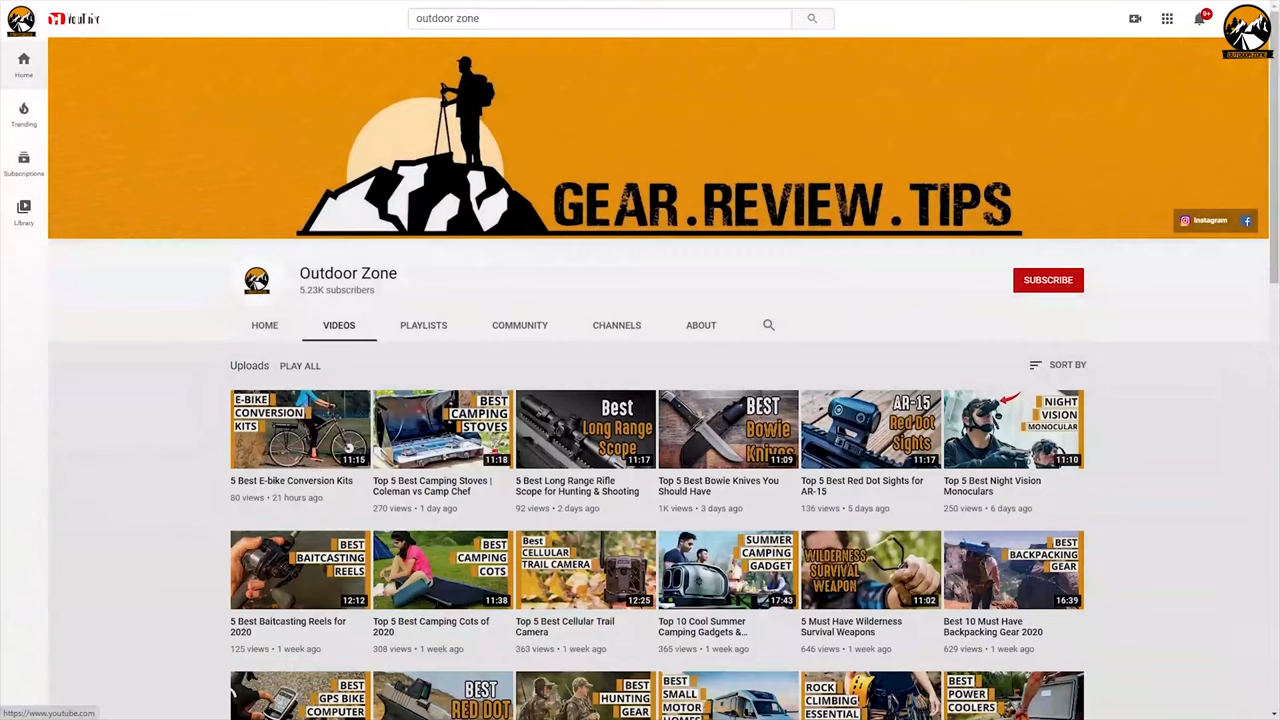 YouTube
outdoor zone
9+
OUTDOOR ZONE
Home
Trending
Subscriptions
Library
GEAR.REVIEW.TIPS
Instagram
Outdoor Zone
5.23K subscribers
SUBSCRIBE
HOME VIDEOS PLAYLISTS COMMUNITY CHANNELS ABOUT
Uploads PLAY ALL
SORT BY
E-BIKE
CONVERSION
KITS
11:15
5 Best E-bike Conversion Kits
80 views • 21 hours ago
BEST
CAMPING
STOVES
11:18
Top 5 Best Camping Stoves |
Coleman vs Camp Chef
270 views • 1 day ago
Best
Long Range
Scope
11:17
5 Best Long Range Rifle
Scope for Hunting & Shooting
92 views • 2 days ago
BEST
Bowie
Knives
11:09
Top 5 Best Bowie Knives You
Should Have
1K views • 3 days ago
AR-15
Red Dot
Sights
11:17
Top 5 Best Red Dot Sights for
AR-15
136 views • 5 days ago
NIGHT
VISION
MONOCULAR
11:10
Top 5 Best Night Vision
Monoculars
250 views • 6 days ago
BEST
BAITCASTING
REELS
12:12
5 Best Baitcasting Reels for
2020
125 views • 1 week ago
BEST
CAMPING
COTS
11:38
Top 5 Best Camping Cots of
2020
308 views • 1 week ago
Best
CELLULAR
TRAIL CAMERA
12:25
Top 5 Best Cellular Trail
Camera
363 views • 1 week ago
SUMMER
CAMPING
GADGET
17:43
Top 10 Cool Summer
Camping Gadgets &...
365 views • 1 week ago
WILDERNESS
SURVIVAL
WEAPON
11:02
5 Must Have Wilderness
Survival Weapons
646 views • 1 week ago
BEST
BACKPACKING
GEAR
16:39
Best 10 Must Have
Backpacking Gear 2020
629 views • 1 week ago
BEST
GPS BIKE
COMPUTER
BEST
RED DOT
BEST
HUNTING
GEAR
BEST
SMALL
MOTOR
HOMES
ROCK
CLIMBING
ESSENTIAL
BEST
POWER
COOLERS
https://www.youtube.com